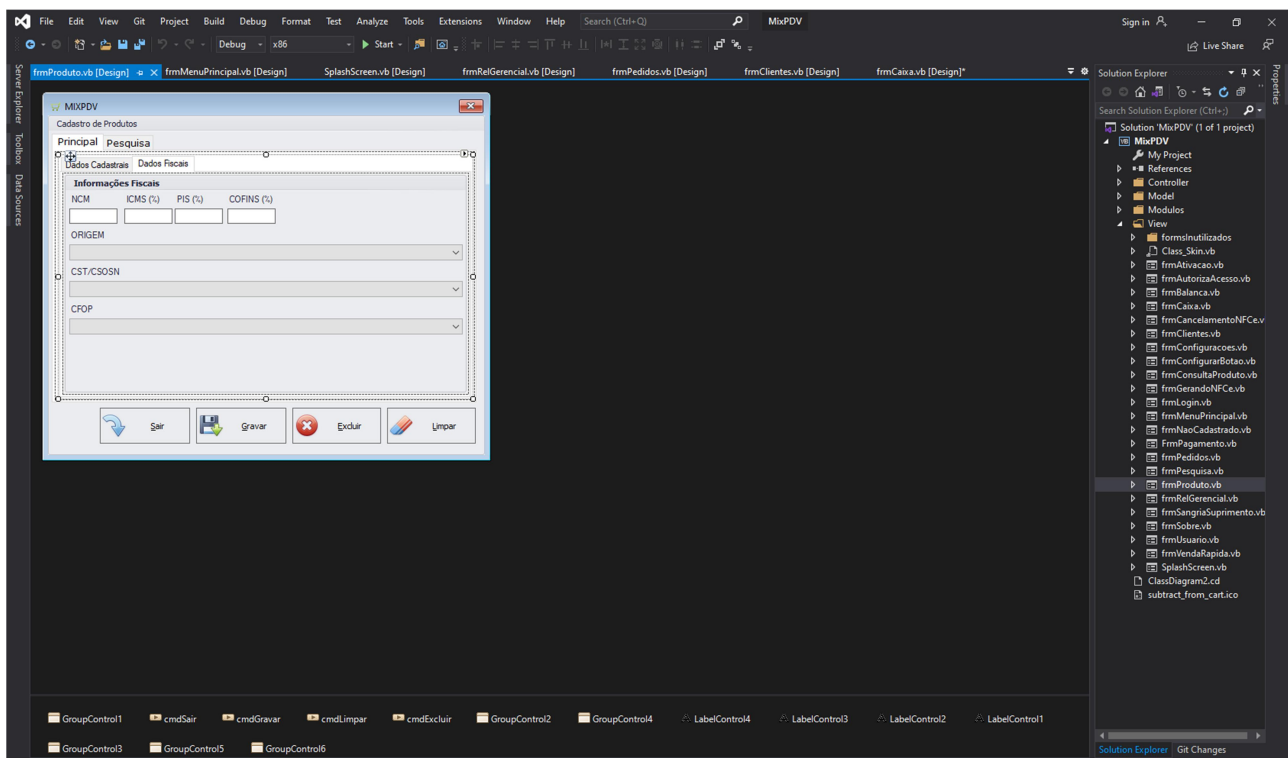 File Edit View Git Project Build Debug Format Test Analyze Tools Extensions Window Help Search (Ctrl+Q) MixPDV Sign in
Debug x86 Start Live Share
Server Explorer
Toolbox
Data Sources
frmProduto.vb [Design] frmMenuPrincipal.vb [Design] SplashScreen.vb [Design] frmRelGerencial.vb [Design] frmPedidos.vb [Design] frmClientes.vb [Design] frmCaixa.vb [Design]*
MIXPDV
Cadastro de Produtos
Principal Pesquisa
Dados Cadastrais Dados Fiscais
Informações Fiscais
NCM ICMS (%) PIS (%) COFINS (%)
ORIGEM
CST/CSOSN
CFOP
Sair Gravar Excluir Limpar
GroupControl1 cmdSair cmdGravar cmdLimpar cmdExcluir GroupControl2 GroupControl4 LabelControl4 LabelControl3 LabelControl2 LabelControl1
GroupControl3 GroupControl5 GroupControl6
Solution Explorer
Search Solution Explorer (Ctrl+;)
Solution 'MixPDV' (1 of 1 project)
VB MixPDV
My Project
References
Controller
Model
Modulos
View
formsInutilizados
Class_Skin.vb
frmAtivacao.vb
frmAutorizaAcesso.vb
frmBalanca.vb
frmCaixa.vb
frmCancelamentoNFCe.v
frmClientes.vb
frmConfiguracoes.vb
frmConfigurarBotao.vb
frmConsultaProduto.vb
frmGerandoNFCe.vb
frmLogin.vb
frmMenuPrincipal.vb
frmNaoCadastrado.vb
FrmPagamento.vb
frmPedidos.vb
frmPesquisa.vb
frmProduto.vb
frmRelGerencial.vb
frmSangriaSuprimento.vb
frmSobre.vb
frmUsuario.vb
frmVendaRapida.vb
SplashScreen.vb
ClassDiagram2.cd
subtract_from_cart.ico
Solution Explorer Git Changes
Properties